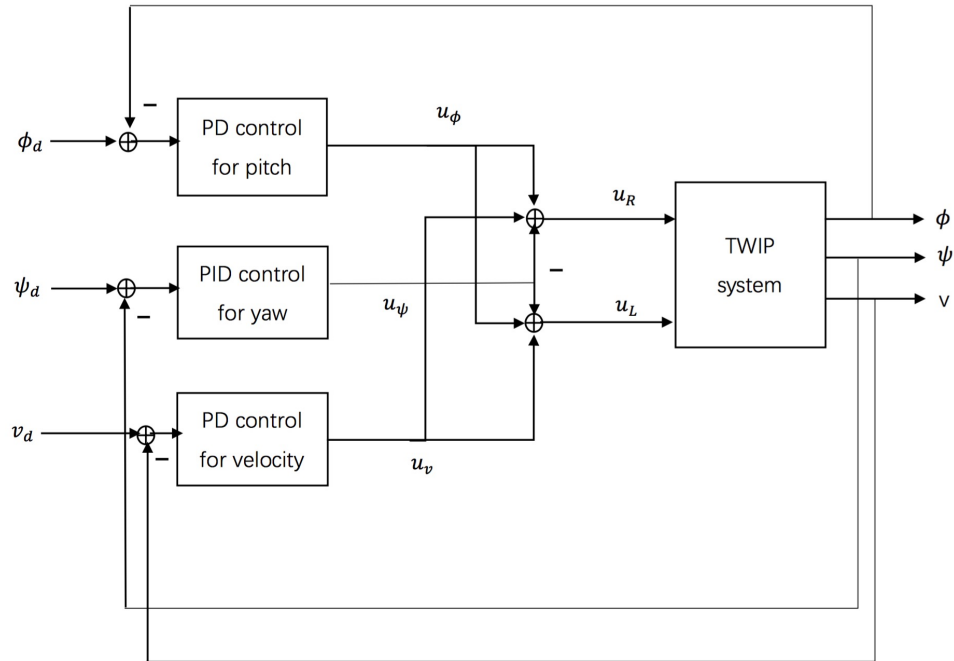 −
ϕ_d
PD control
for pitch
u_ϕ
u_R
TWIP
system
ϕ
ψ
v
−
ψ_d
−
PID control
for yaw
u_ψ
u_L
v_d
−
PD control
for velocity
u_v